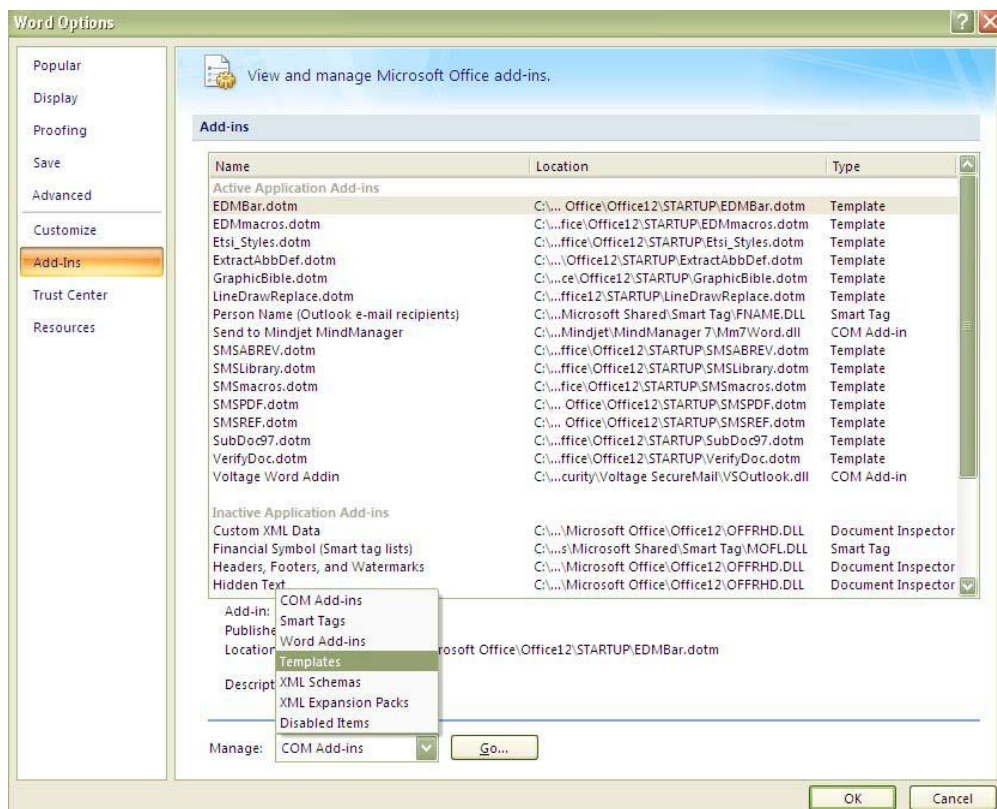 Word Options
Popular
Display
Proofing
Save
Advanced
Customize
Add-Ins
Trust Center
Resources
View and manage Microsoft Office add-ins.
Add-ins
Name Location Type
Active Application Add-ins
EDMBar.dotm C:\... Office\Office12\STARTUP\EDMBar.dotm Template
EDMmacros.dotm C:\...ffice\Office12\STARTUP\EDMmacros.dotm Template
Etsi_Styles.dotm C:\...ffice\Office12\STARTUP\Etsi_Styles.dotm Template
ExtractAbbDef.dotm C:\...\Office12\STARTUP\ExtractAbbDef.dotm Template
GraphicBible.dotm C:\...ce\Office12\STARTUP\GraphicBible.dotm Template
LineDrawReplace.dotm C:\...ffice12\STARTUP\LineDrawReplace.dotm Template
Person Name (Outlook e-mail recipients) C:\...Microsoft Shared\Smart Tag\FNAME.DLL Smart Tag
Send to Mindjet MindManager C:\...Mindjet\MindManager 7\Mm7Word.dll COM Add-in
SMSABREV.dotm C:\...ffice\Office12\STARTUP\SMSABREV.dotm Template
SMSLibrary.dotm C:\...ffice\Office12\STARTUP\SMSLibrary.dotm Template
SMSmacros.dotm C:\...fice\Office12\STARTUP\SMSmacros.dotm Template
SMSPDF.dotm C:\... Office\Office12\STARTUP\SMSPDF.dotm Template
SMSREF.dotm C:\... Office\Office12\STARTUP\SMSREF.dotm Template
SubDoc97.dotm C:\...ffice\Office12\STARTUP\SubDoc97.dotm Template
VerifyDoc.dotm C:\...ffice\Office12\STARTUP\VerifyDoc.dotm Template
Voltage Word Addin C:\...curity\Voltage SecureMail\VSOutlook.dll COM Add-in
Inactive Application Add-ins
Custom XML Data C:\...\Microsoft Office\Office12\OFFRHD.DLL Document Inspector
Financial Symbol (Smart tag lists) C:\...s\Microsoft Shared\Smart Tag\MOFL.DLL Smart Tag
Headers, Footers, and Watermarks C:\...\Microsoft Office\Office12\OFFRHD.DLL Document Inspector
Hidden Text C:\...\Microsoft Office\Office12\OFFRHD.DLL Document Inspector
Add-in:
Publishe
Location rosoft Office\Office12\STARTUP\EDMBar.dotm
Descript
COM Add-ins
Smart Tags
Word Add-ins
Templates
XML Schemas
XML Expansion Packs
Disabled Items
Manage: COM Add-ins Go...
OK Cancel